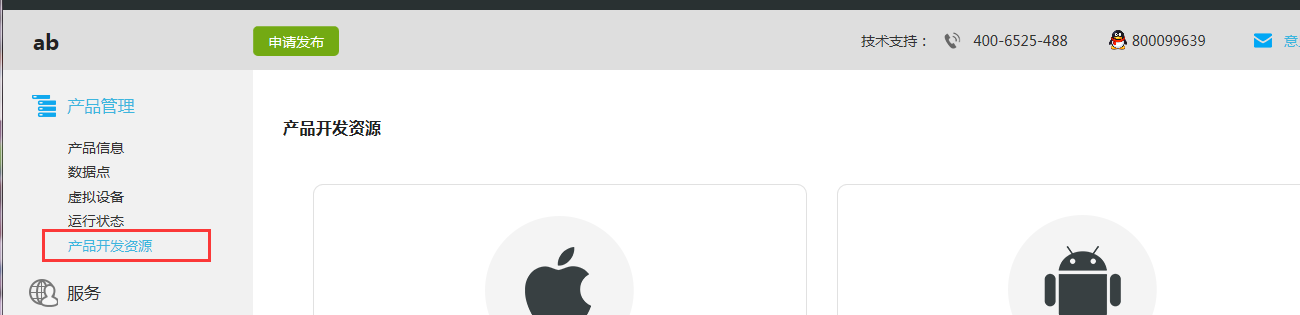 ab
申请发布
技术支持： 400-6525-488 800099639 意
产品管理
产品信息
数据点
虚拟设备
运行状态
产品开发资源
服务
产品开发资源